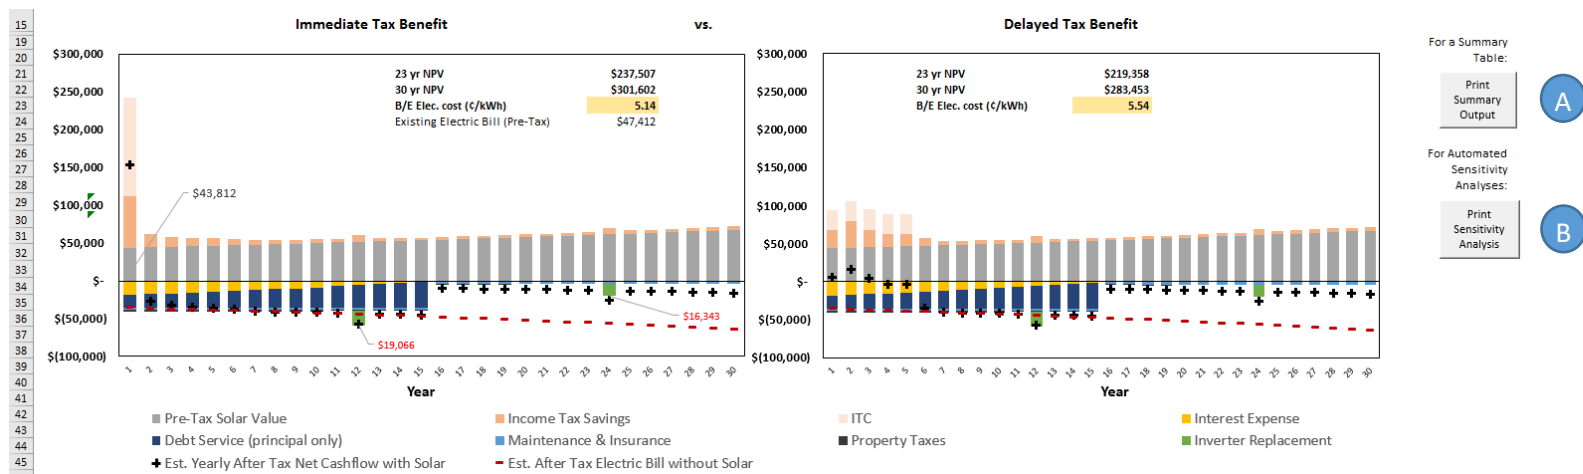 15
19
20
21
22
23
24
25
26
27
28
29
30
31
32
33
34
35
36
37
38
39
40
41
42
43
44
45
Immediate Tax Benefit vs. Delayed Tax Benefit
$300,000
$250,000
$200,000
$150,000
$100,000
$50,000
$-
$(50,000)
$(100,000)
23 yr NPV $237,507
30 yr NPV $301,602
B/E Elec. cost (¢/kWh) 5.14
Existing Electric Bill (Pre-Tax) $47,412
$43,812
$19,066
$16,343
1 2 3 4 5 6 7 8 9 10 11 12 13 14 15 16 17 18 19 20 21 22 23 24 25 26 27 28 29 30
Year
$300,000
$250,000
$200,000
$150,000
$100,000
$50,000
$-
$(50,000)
$(100,000)
23 yr NPV $219,358
30 yr NPV $283,453
B/E Elec. cost (¢/kWh) 5.54
1 2 3 4 5 6 7 8 9 10 11 12 13 14 15 16 17 18 19 20 21 22 23 24 25 26 27 28 29 30
Year
For a Summary
Table:
Print
Summary
Output
A
For Automated
Sensitivity
Analyses:
Print
Sensitivity
Analysis
B
Pre-Tax Solar Value Income Tax Savings ITC Interest Expense
Debt Service (principal only) Maintenance & Insurance Property Taxes Inverter Replacement
Est. Yearly After Tax Net Cashflow with Solar Est. After Tax Electric Bill without Solar